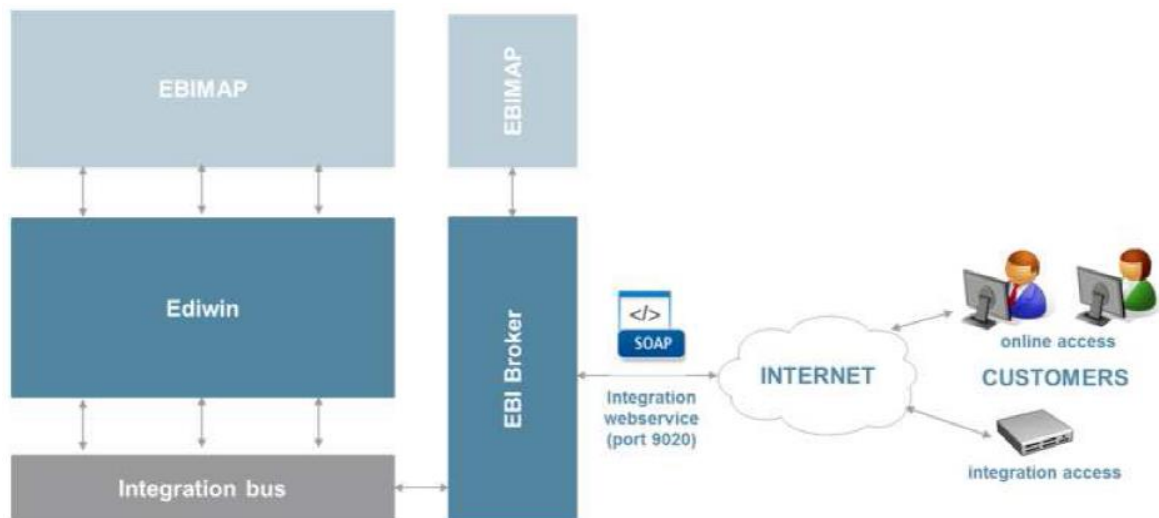 EBIMAP
EBIMAP
Ediwin
EBI Broker
</>
SOAP
Integration
webservice
(port 9020)
INTERNET
online access
CUSTOMERS
integration access
Integration bus